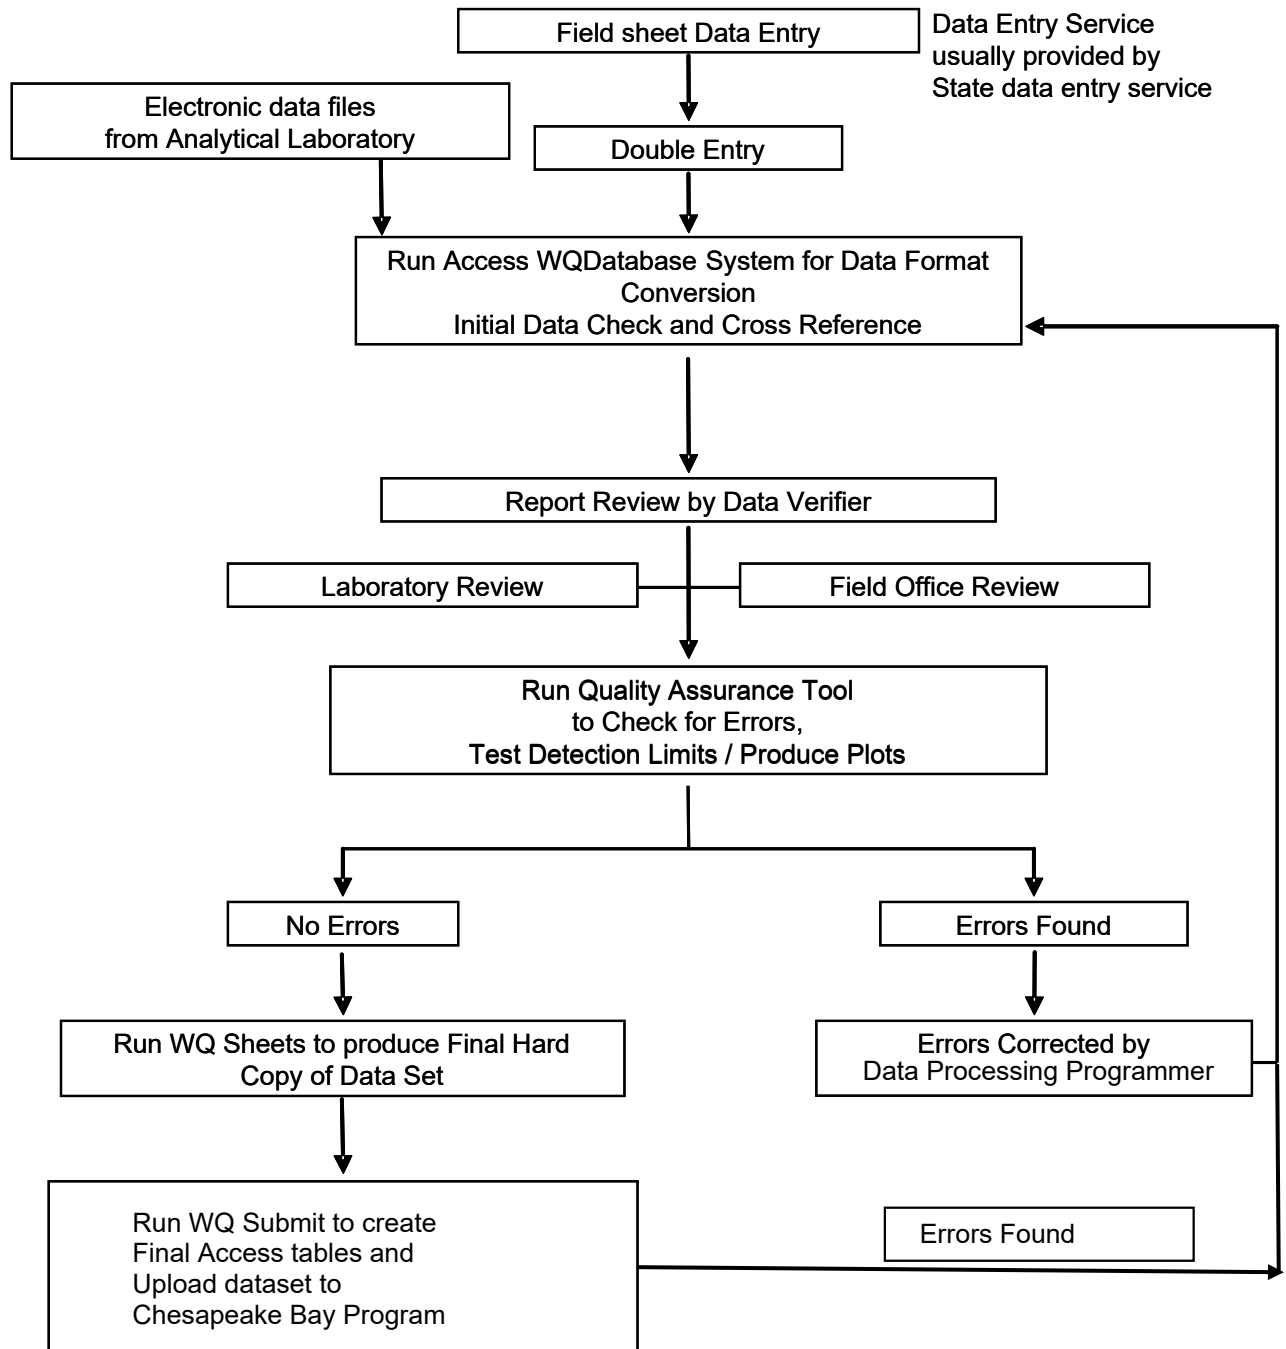 Field sheet Data Entry
Data Entry Service
usually provided by
State data entry service
Electronic data files
from Analytical Laboratory
Double Entry
Run Access WQDatabase System for Data Format
Conversion
Initial Data Check and Cross Reference
Report Review by Data Verifier
Laboratory Review
Field Office Review
Run Quality Assurance Tool
to Check for Errors,
Test Detection Limits / Produce Plots
No Errors
Errors Found
Run WQ Sheets to produce Final Hard
Copy of Data Set
Errors Corrected by
Data Processing Programmer
Run WQ Submit to create
Final Access tables and
Upload dataset to
Chesapeake Bay Program
Errors Found